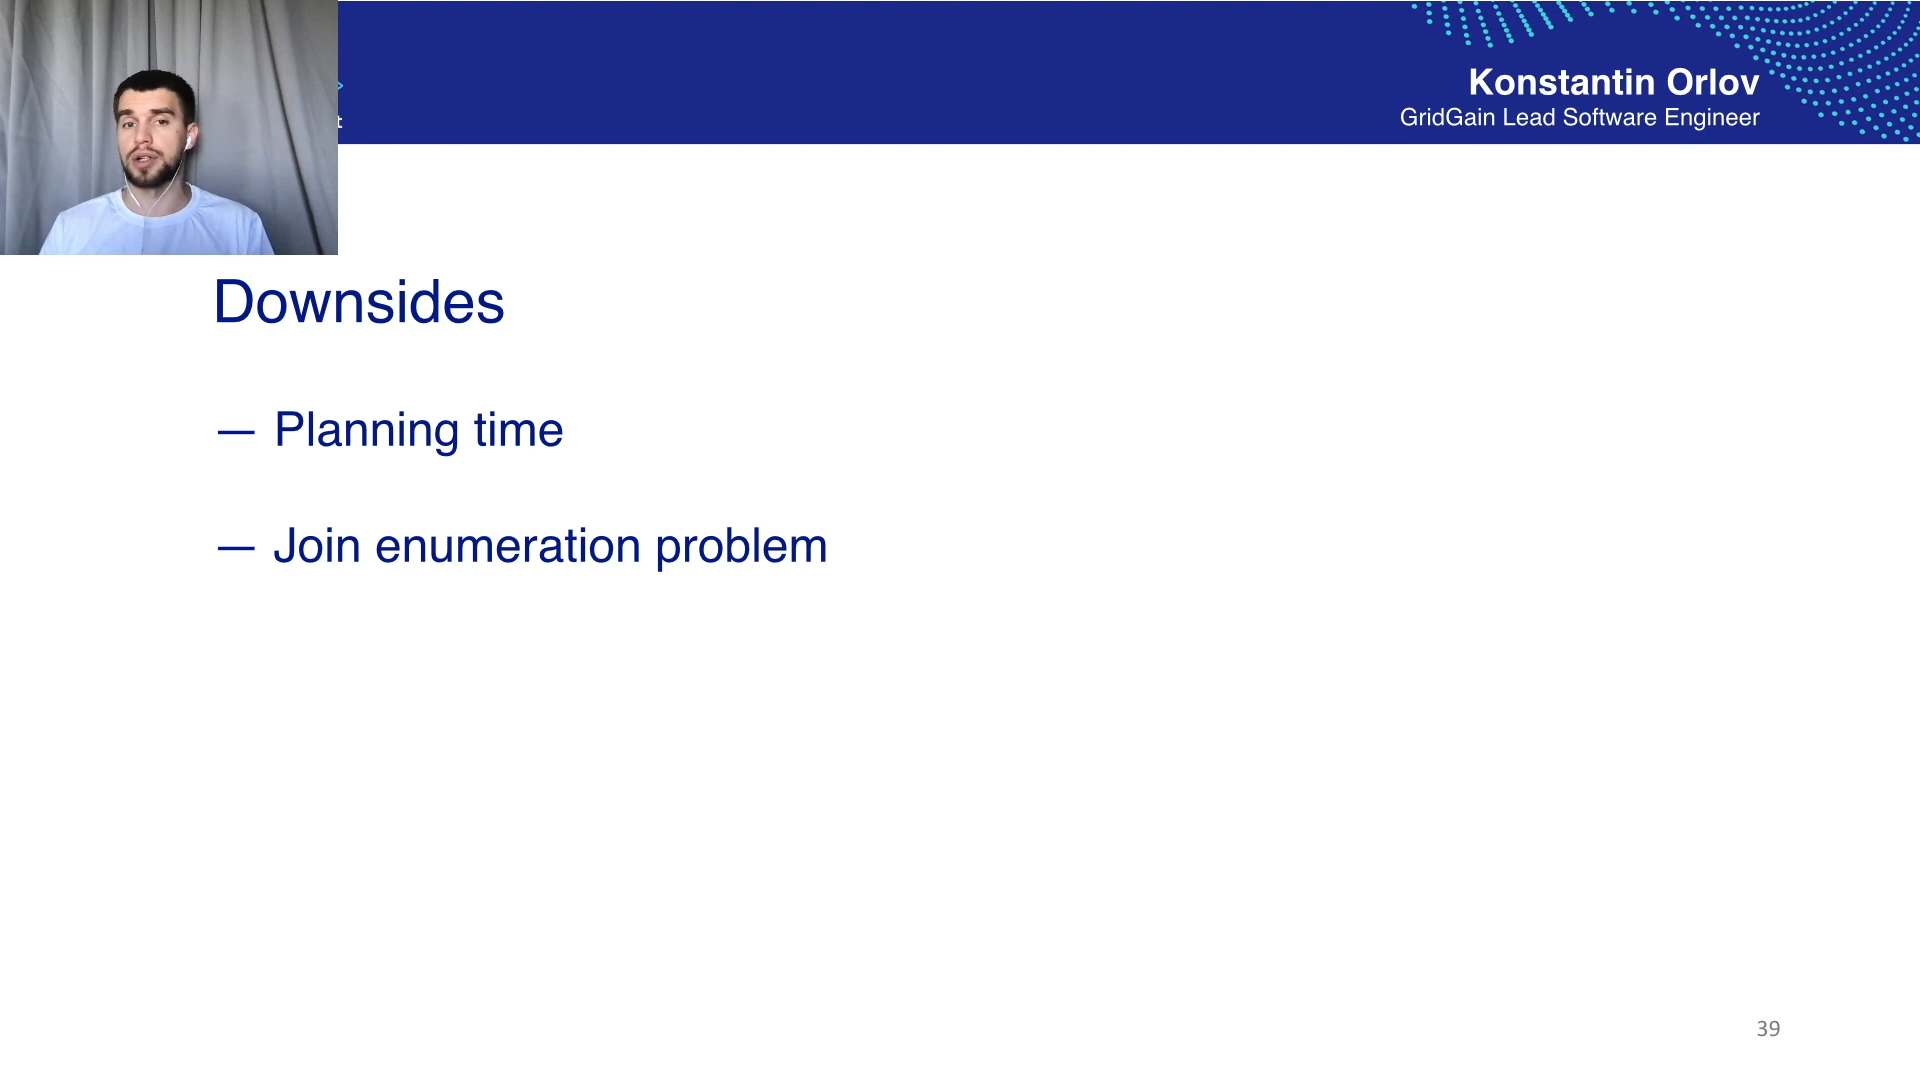 Konstantin Orlov
GridGain Lead Software Engineer
Downsides
— Planning time
— Join enumeration problem
39